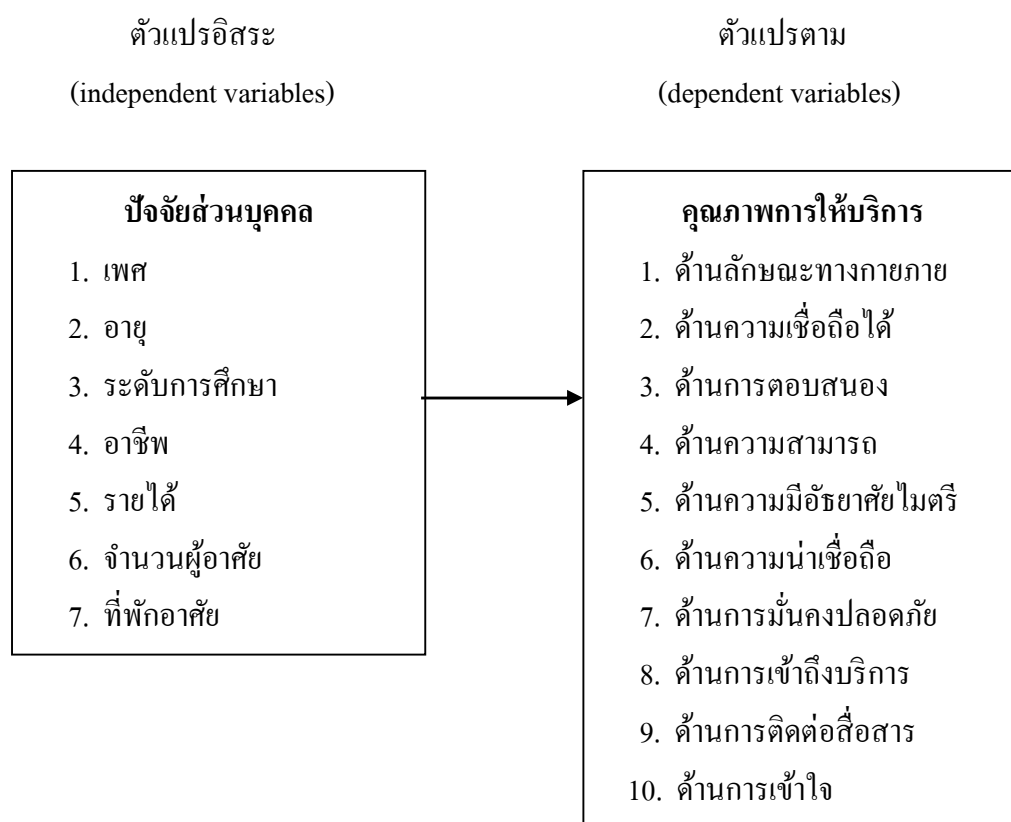 ตัวแปรอิสระ
(independent variables)
ตัวแปรตาม
(dependent variables)
ปัจจัยส่วนบุคคล
1. เพศ
2. อายุ
3. ระดับการศึกษา
4. อาชีพ
5. รายได้
6. จำนวนผู้อาศัย
7. ที่พักอาศัย
คุณภาพการให้บริการ
1. ด้านลักษณะทางกายภาย
2. ด้านความเชื่อถือได้
3. ด้านการตอบสนอง
4. ด้านความสามารถ
5. ด้านความมีอัธยาศัยไมตรี
6. ด้านความน่าเชื่อถือ
7. ด้านการมั่นคงปลอดภัย
8. ด้านการเข้าถึงบริการ
9. ด้านการติดต่อสื่อสาร
10. ด้านการเข้าใจ